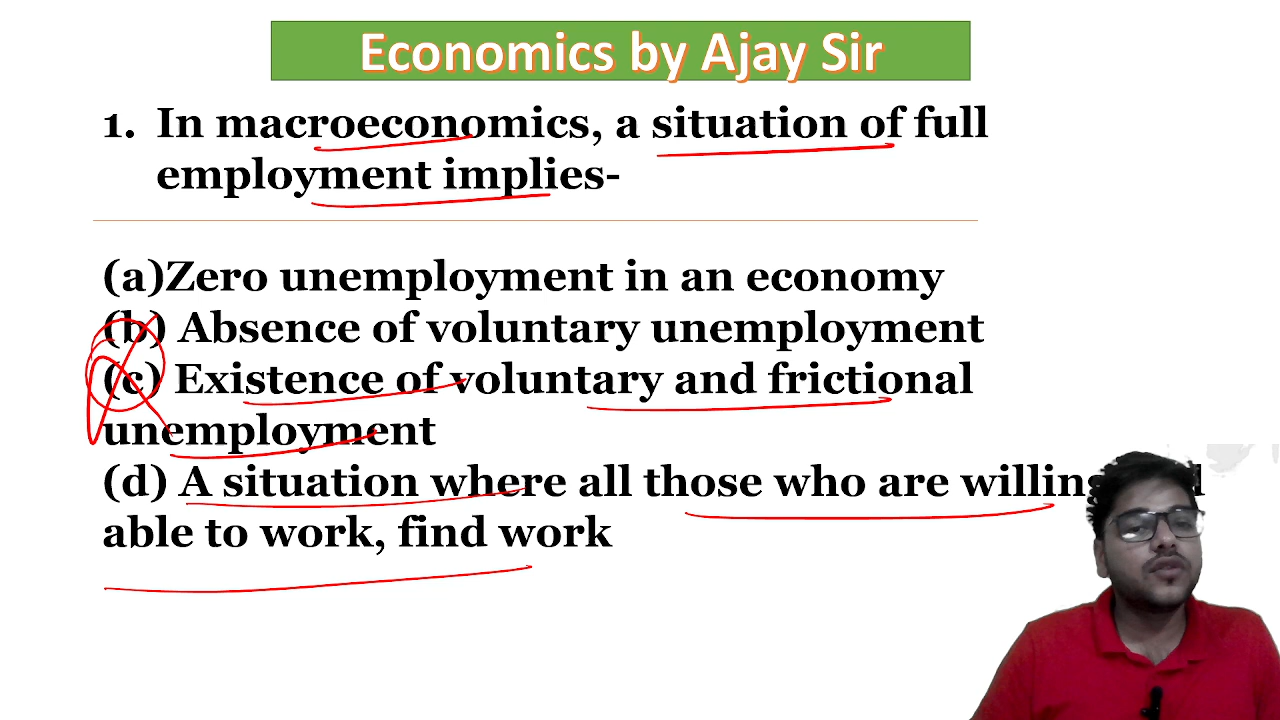 Economics by Ajay Sir
1. In macroeconomics, a situation of full
employment implies-
(a)Zero unemployment in an economy
(b) Absence of voluntary unemployment
(c) Existence of voluntary and frictional
unemployment
(d) A situation where all those who are willing
able to work, find work